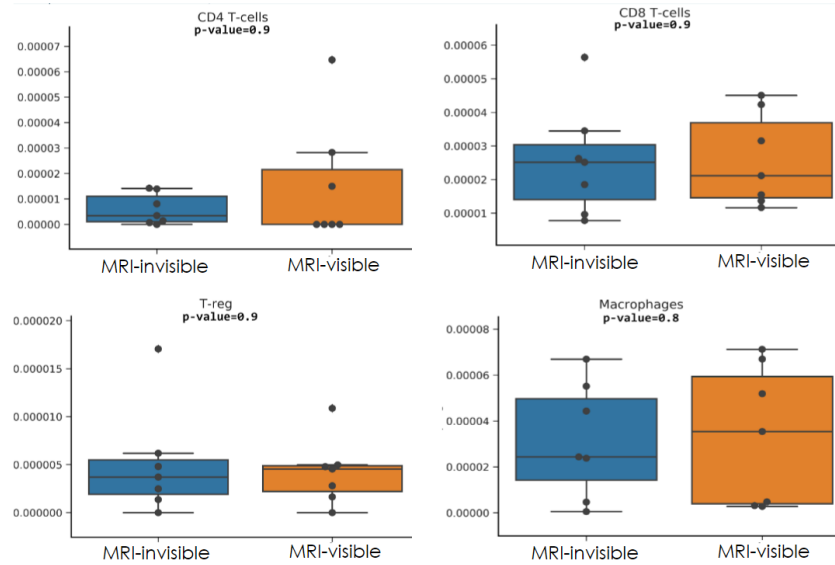 CD4 T-cells
p-value=0.9
0.00007
0.00006
0.00005
0.00004
0.00003
0.00002
0.00001
0.00000
MRI-invisible MRI-visible
CD8 T-cells
p-value=0.9
0.00006
0.00005
0.00004
0.00003
0.00002
0.00001
MRI-invisible MRI-visible
T-reg
p-value=0.9
0.000020
0.000015
0.000010
0.000005
0.000000
MRI-invisible MRI-visible
Macrophages
p-value=0.8
0.00008
0.00006
0.00004
0.00002
0.00000
MRI-invisible MRI-visible